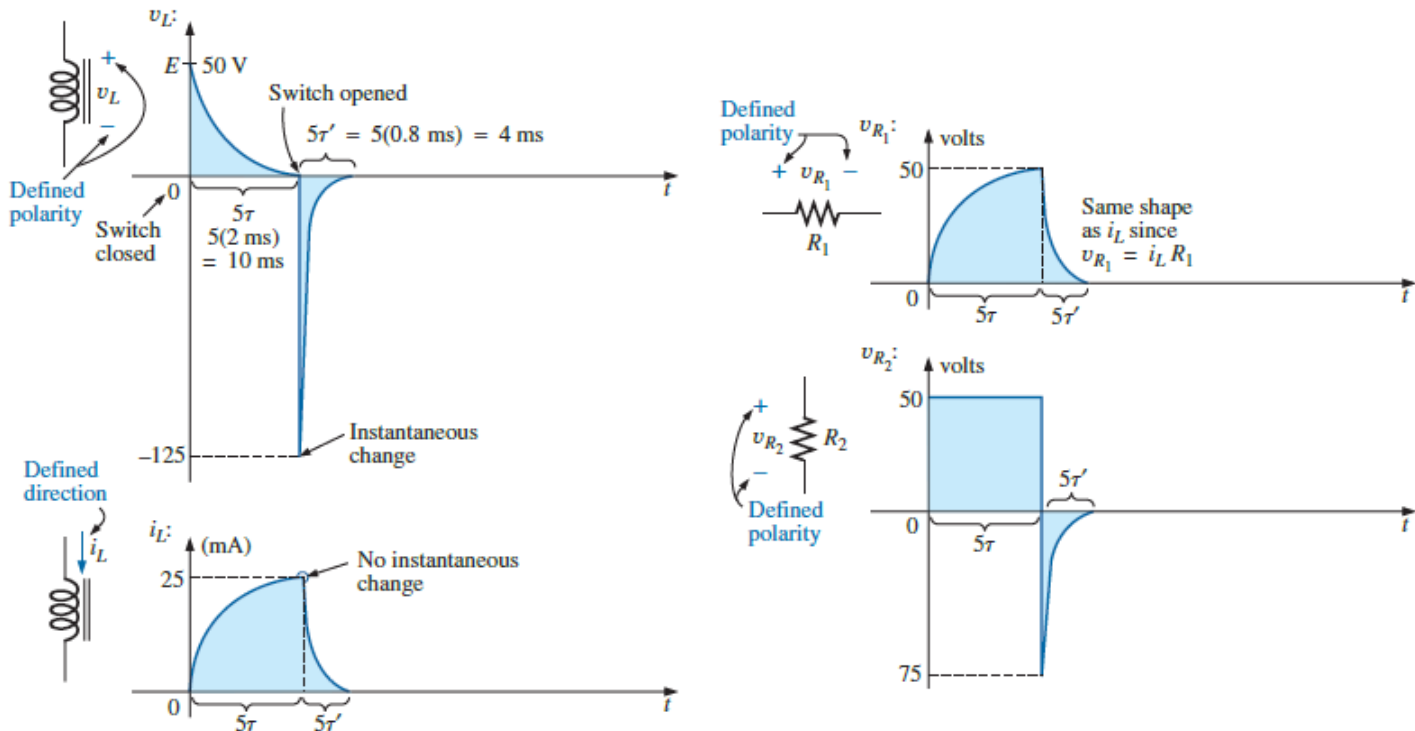 v_L:
E
50 V
+
v_L
–
Defined
polarity
Switch opened
5τ′ = 5(0.8 ms) = 4 ms
0
t
Switch
closed
5τ
5(2 ms)
= 10 ms
–125
Instantaneous
change
Defined
direction
i_L
i_L:
(mA)
25
No instantaneous
change
0
5τ
5τ′
t
Defined
polarity
+ v_R1 –
R1
v_R1:
volts
50
Same shape
as i_L since
v_R1 = i_L R1
0
5τ
5τ′
t
v_R2:
volts
50
+
v_R2
R2
–
Defined
polarity
5τ′
0
5τ
t
75